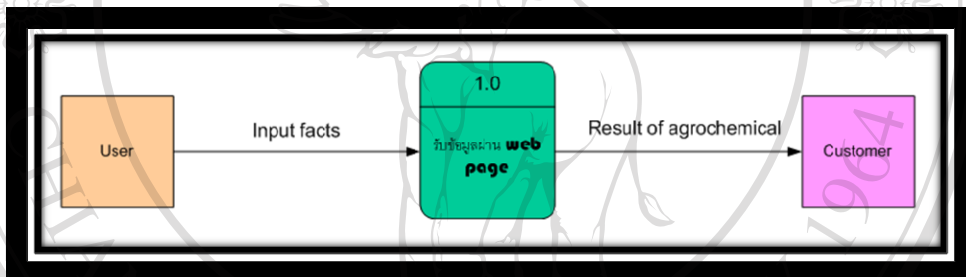 1.0
User
Input facts
รับข้อมูลผ่าน web
page
Result of agrochemical
Customer
1964